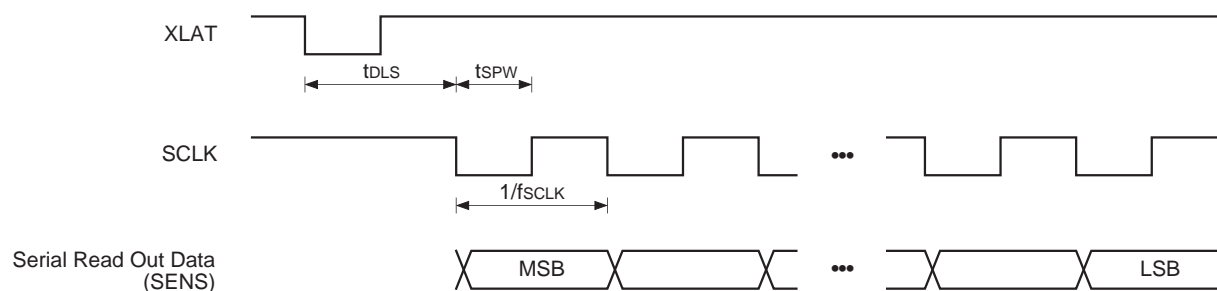 XLAT
tDLS
tSPW
SCLK
•••
1/fSCLK
Serial Read Out Data
(SENS)
MSB
•••
LSB